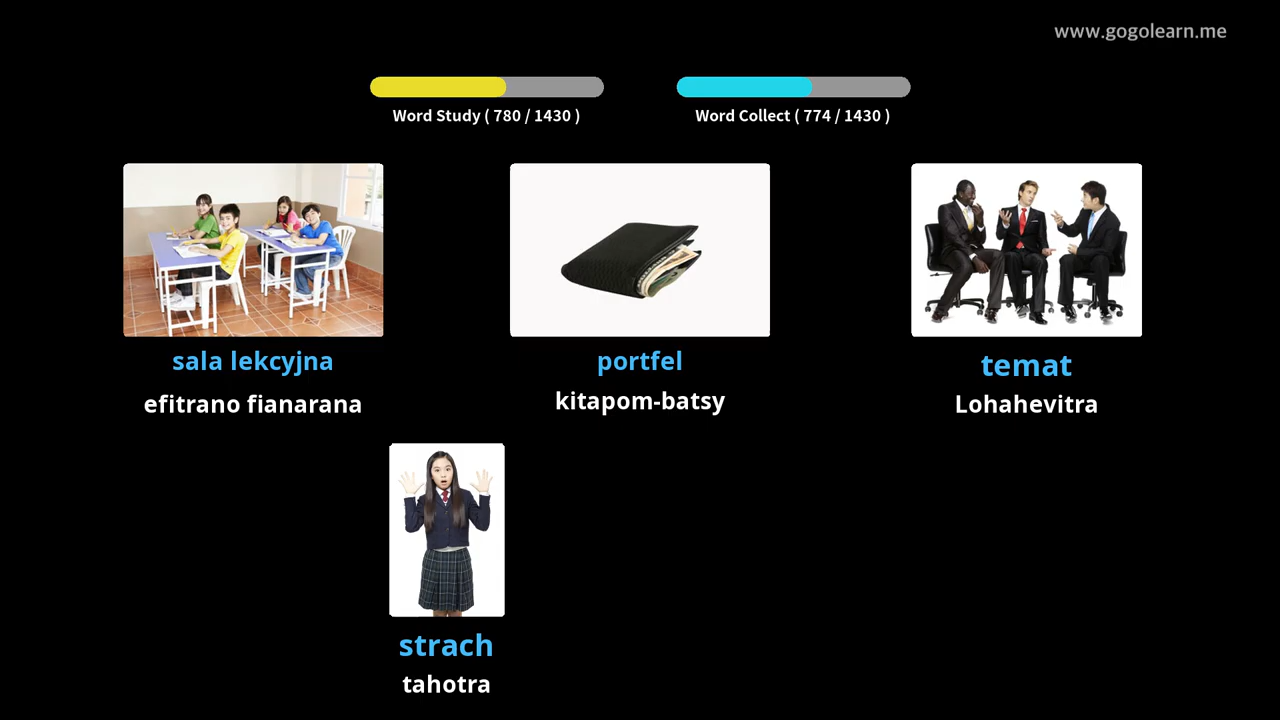 www.gogolearn.me
Word Study ( 780 / 1430 )
Word Collect ( 774 / 1430 )
sala lekcyjna
efitrano fianarana
portfel
kitapom-batsy
temat
Lohahevitra
strach
tahotra